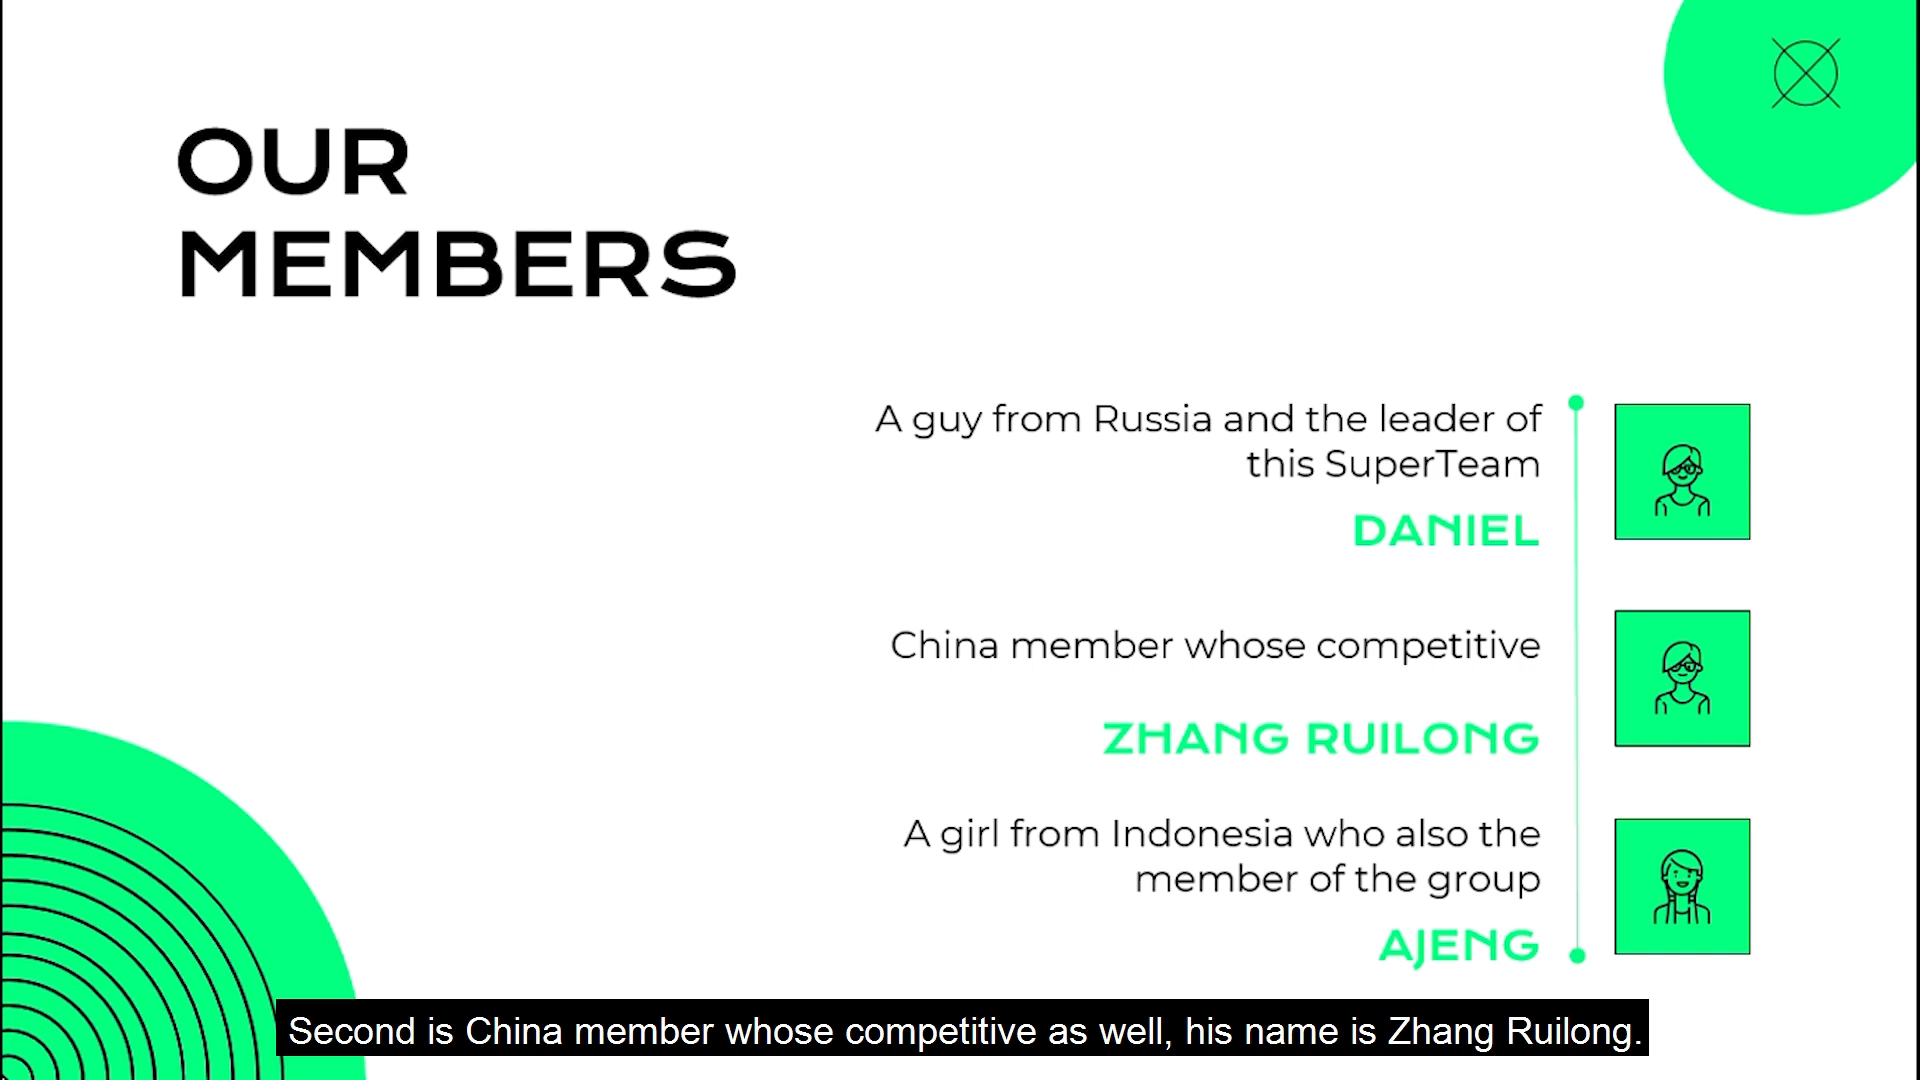 OUR
MEMBERS
A guy from Russia and the leader of
this SuperTeam
DANIEL
China member whose competitive
ZHANG RUILONG
A girl from Indonesia who also the
member of the group
AJENG
Second is China member whose competitive as well, his name is Zhang Ruilong.